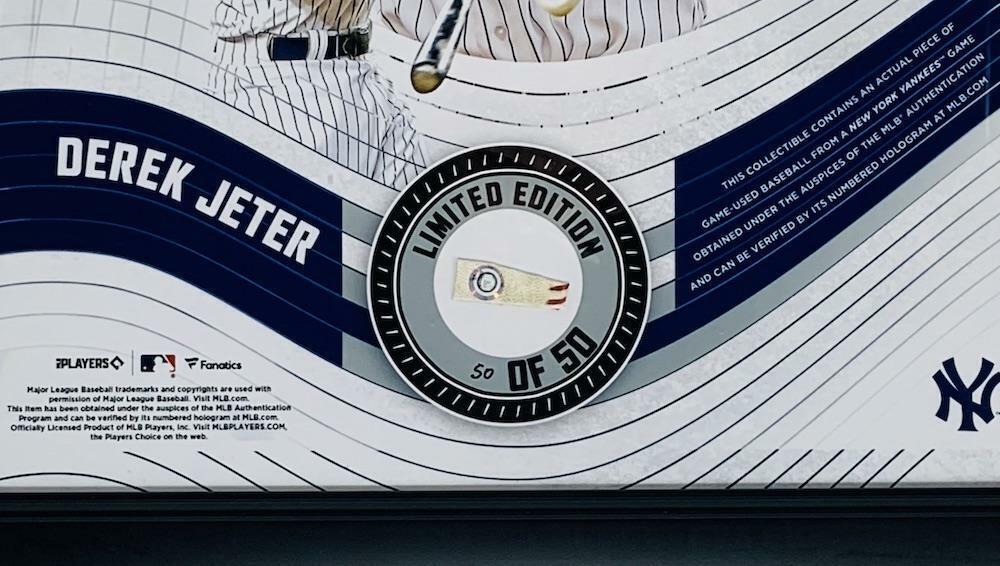 DEREK JETER
LIMITED EDITION
50 OF 50
THIS COLLECTIBLE CONTAINS AN ACTUAL PIECE OF
GAME-USED BASEBALL FROM A NEW YORK YANKEES™ GAME
OBTAINED UNDER THE AUSPICES OF THE MLB® AUTHENTICATION
AND CAN BE VERIFIED BY ITS NUMBERED HOLOGRAM AT MLB.COM
PLAYERS
Fanatics
Major League Baseball trademarks and copyrights are used with
permission of Major League Baseball. Visit MLB.com.
This item has been obtained under the auspices of the MLB Authentication
Program and can be verified by its numbered hologram at MLB.com.
Officially Licensed Product of MLB Players, Inc. Visit MLBPLAYERS.COM,
the Players Choice on the web.
NY